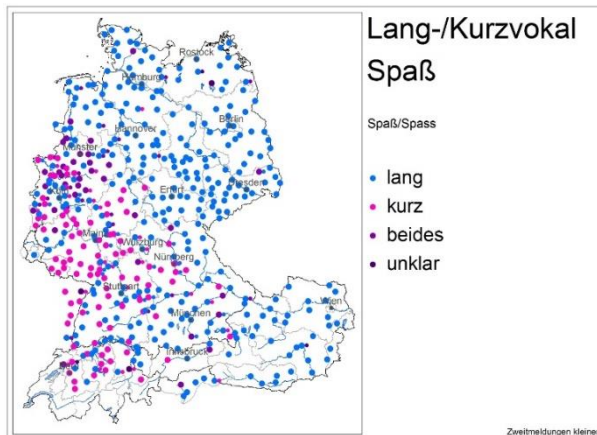 Lang-/Kurzvokal
Spaß
Spaß/Spass
lang
kurz
beides
unklar
Rostock
Hamburg
Berlin
Hannover
Münster
Köln
Erfurt
Dresden
Mainz
Würzburg
Nürnberg
Stuttgart
München
Wien
Innsbruck
Zweitmeldungen kleiner